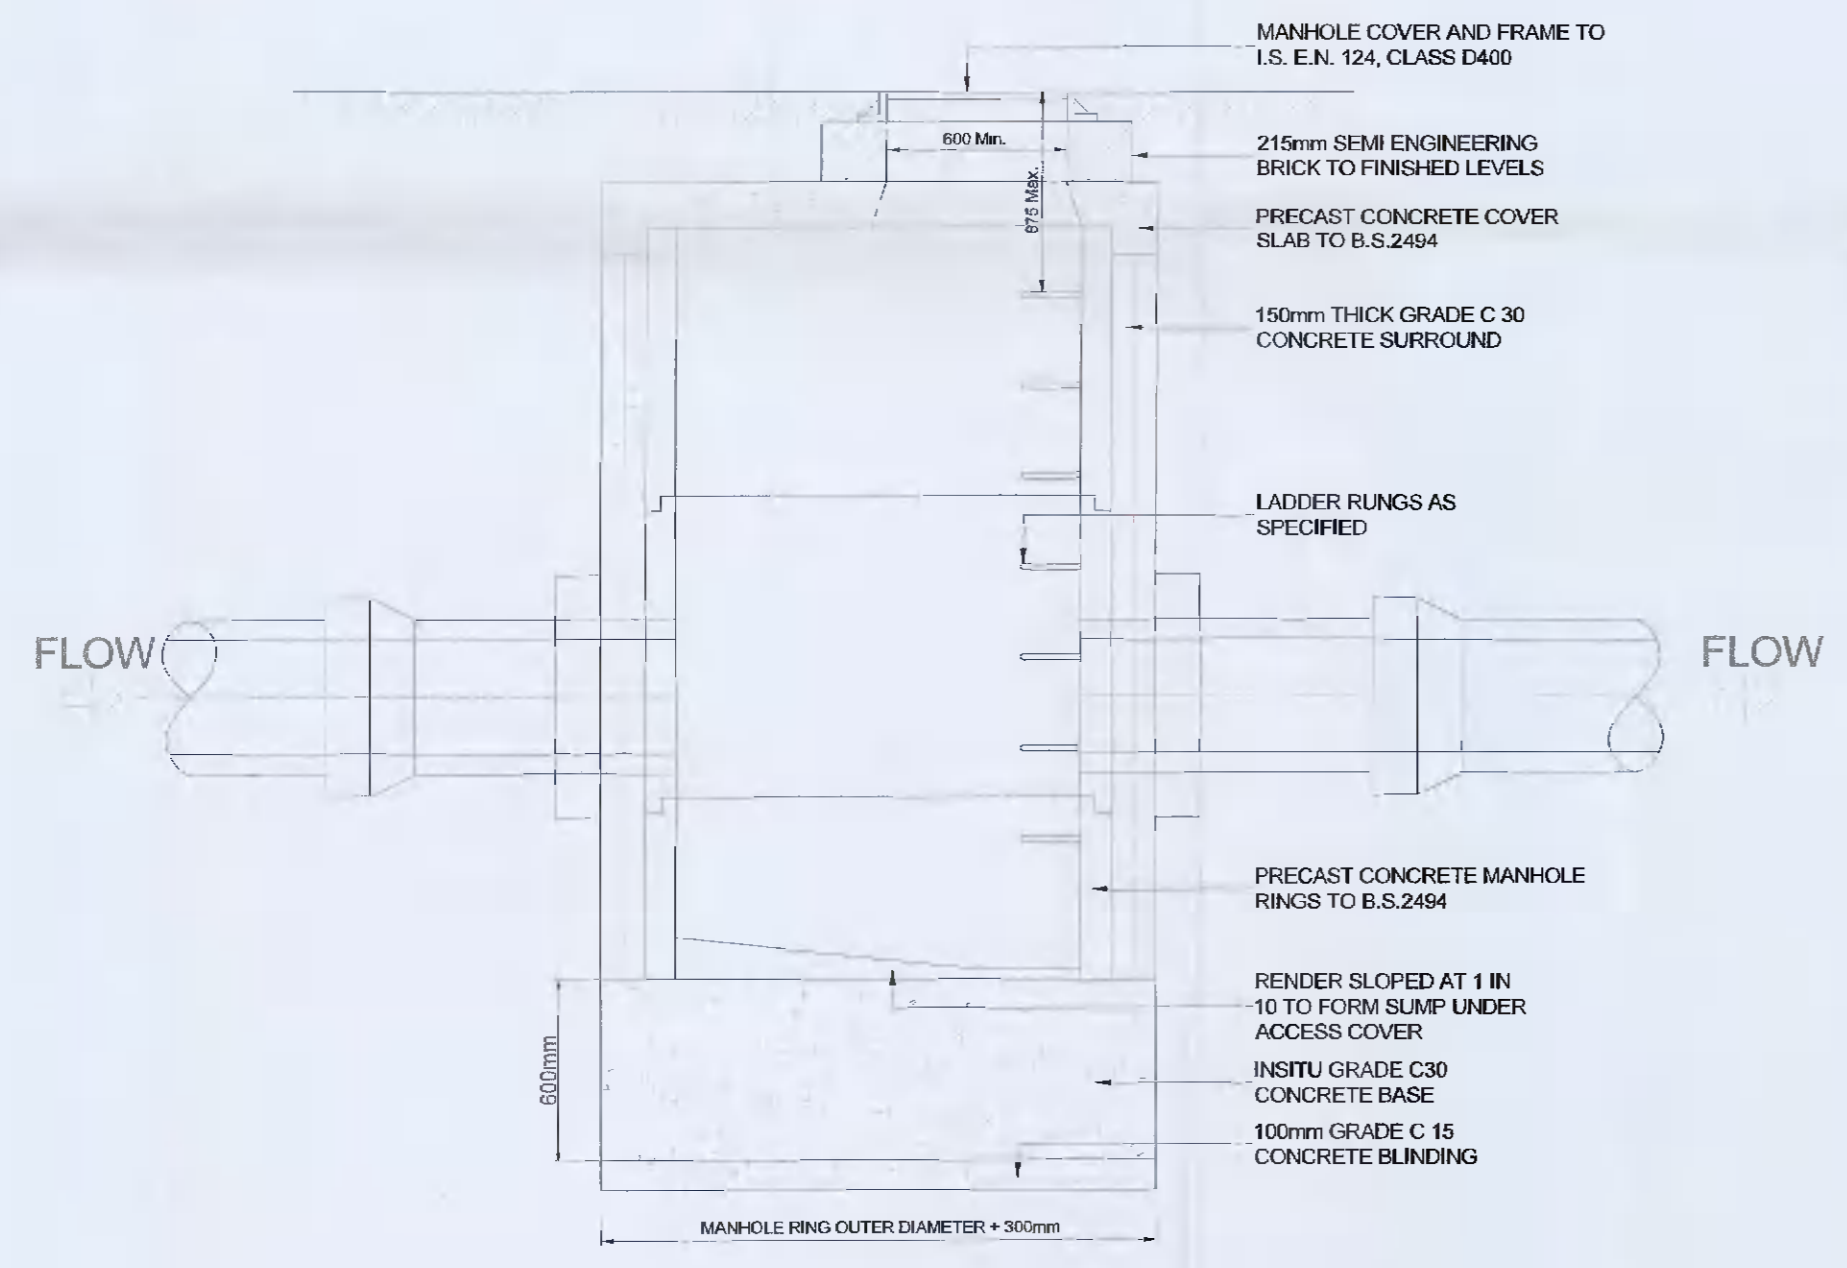 MANHOLE COVER AND FRAME TO
I.S. E.N. 124, CLASS D400
600 Min.
215mm SEMI ENGINEERING
BRICK TO FINISHED LEVELS
675 Max.
PRECAST CONCRETE COVER
SLAB TO B.S.2494
150mm THICK GRADE C 30
CONCRETE SURROUND
LADDER RUNGS AS
SPECIFIED
FLOW
FLOW
PRECAST CONCRETE MANHOLE
RINGS TO B.S.2494
RENDER SLOPED AT 1 IN
10 TO FORM SUMP UNDER
ACCESS COVER
600mm
INSITU GRADE C30
CONCRETE BASE
100mm GRADE C 15
CONCRETE BLINDING
MANHOLE RING OUTER DIAMETER + 300mm